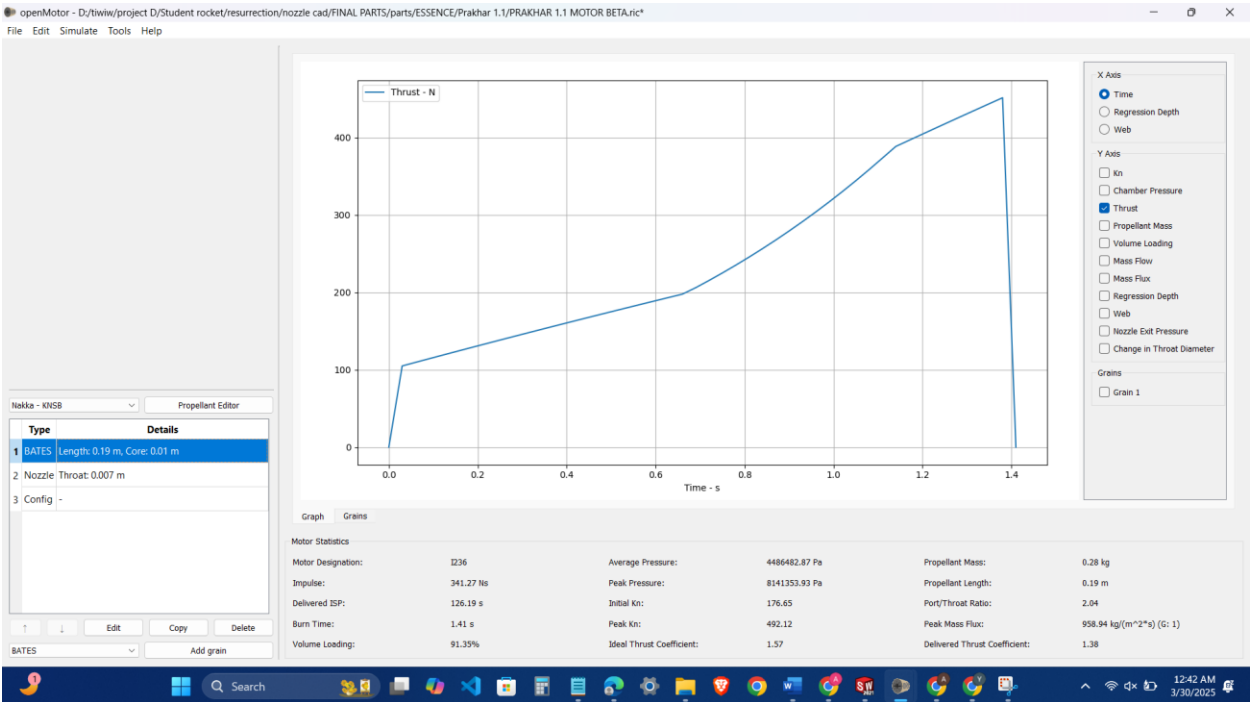 openMotor - D:/tiwiw/project D/Student rocket/resurrection/nozzle cad/FINAL PARTS/parts/ESSENCE/Prakhar 1.1/PRAKHAR 1.1 MOTOR BETA.ric*
File Edit Simulate Tools Help
Nakka - KNSB
Propellant Editor
Type Details
1 BATES Length: 0.19 m, Core: 0.01 m
2 Nozzle Throat: 0.007 m
3 Config -
↑ ↓ Edit Copy Delete
BATES Add grain
Thrust - N
400
300
200
100
0
0.0 0.2 0.4 0.6 0.8 1.0 1.2 1.4
Time - s
X Axis
Time
Regression Depth
Web
Y Axis
Kn
Chamber Pressure
Thrust
Propellant Mass
Volume Loading
Mass Flow
Mass Flux
Regression Depth
Web
Nozzle Exit Pressure
Change in Throat Diameter
Grains
Grain 1
Graph Grains
Motor Statistics
Motor Designation: I236 Average Pressure: 4486482.87 Pa Propellant Mass: 0.28 kg
Impulse: 341.27 Ns Peak Pressure: 8141353.93 Pa Propellant Length: 0.19 m
Delivered ISP: 126.19 s Initial Kn: 176.65 Port/Throat Ratio: 2.04
Burn Time: 1.41 s Peak Kn: 492.12 Peak Mass Flux: 958.94 kg/(m^2*s) (G: 1)
Volume Loading: 91.35% Ideal Thrust Coefficient: 1.57 Delivered Thrust Coefficient: 1.38
1
Search
12:42 AM
3/30/2025